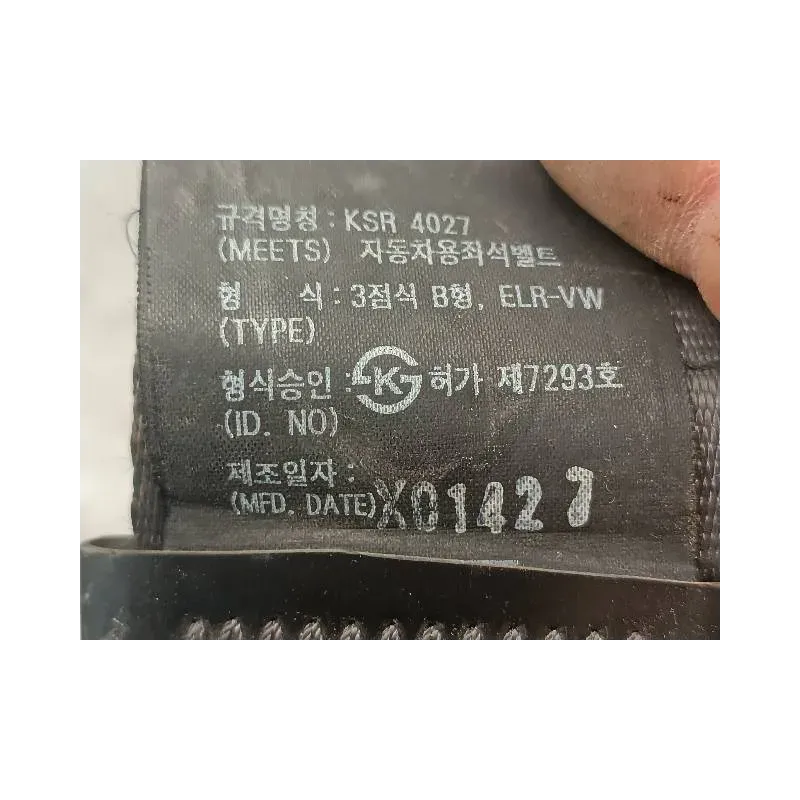 규격명칭 : KSR 4027
(MEETS) 자동차용좌석벨트
형 식 : 3점식 B형, ELR-VW
(TYPE)
형식승인 : K 허가 제7293호
(ID. NO)
제조일자 :
(MFD. DATE) X01427